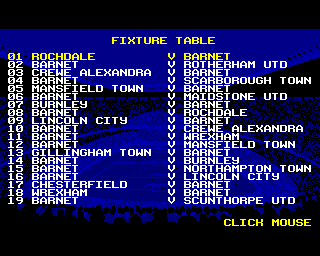 FIXTURE TABLE
01 ROCHDALE V BARNET
02 BARNET V ROTHERHAM UTD
03 CREWE ALEXANDRA V BARNET
04 BARNET V SCARBOROUGH TOWN
05 MANSFIELD TOWN V BARNET
06 BARNET V MAIDSTONE UTD
07 BURNLEY V BARNET
08 BARNET V ROCHDALE
09 LINCOLN CITY V BARNET
10 BARNET V CREWE ALEXANDRA
11 BARNET V WREXHAM
12 BARNET V MANSFIELD TOWN
13 GILLINGHAM TOWN V BARNET
14 BARNET V BURNLEY
15 BARNET V NORTHAMPTON TOWN
16 BARNET V LINCOLN CITY
17 CHESTERFIELD V BARNET
18 WREXHAM V BARNET
19 BARNET V SCUNTHORPE UTD
CLICK MOUSE